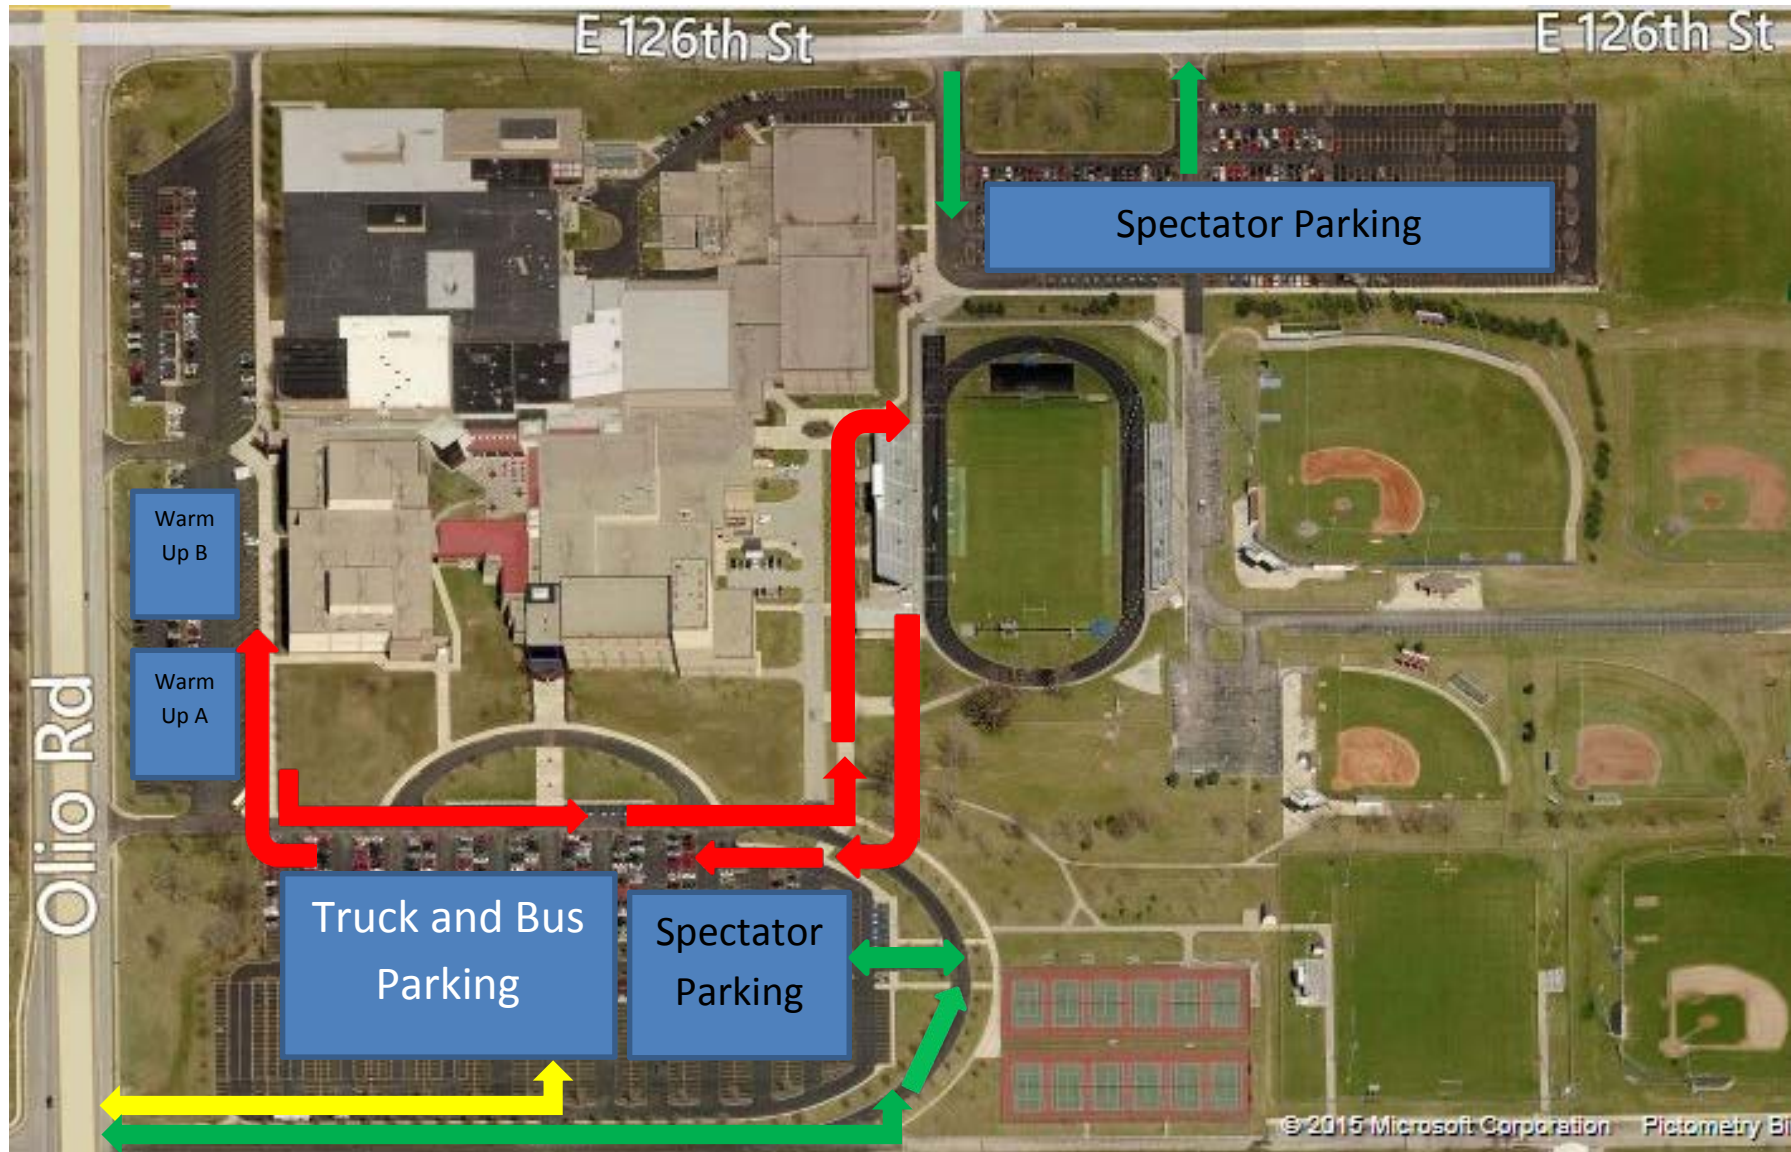 E 126th St
E 126th St
Spectator Parking
Warm
Up B
Warm
Up A
Olio Rd
Truck and Bus
Parking
Spectator
Parking
© 2015 Microsoft Corporation Pictometry Bi